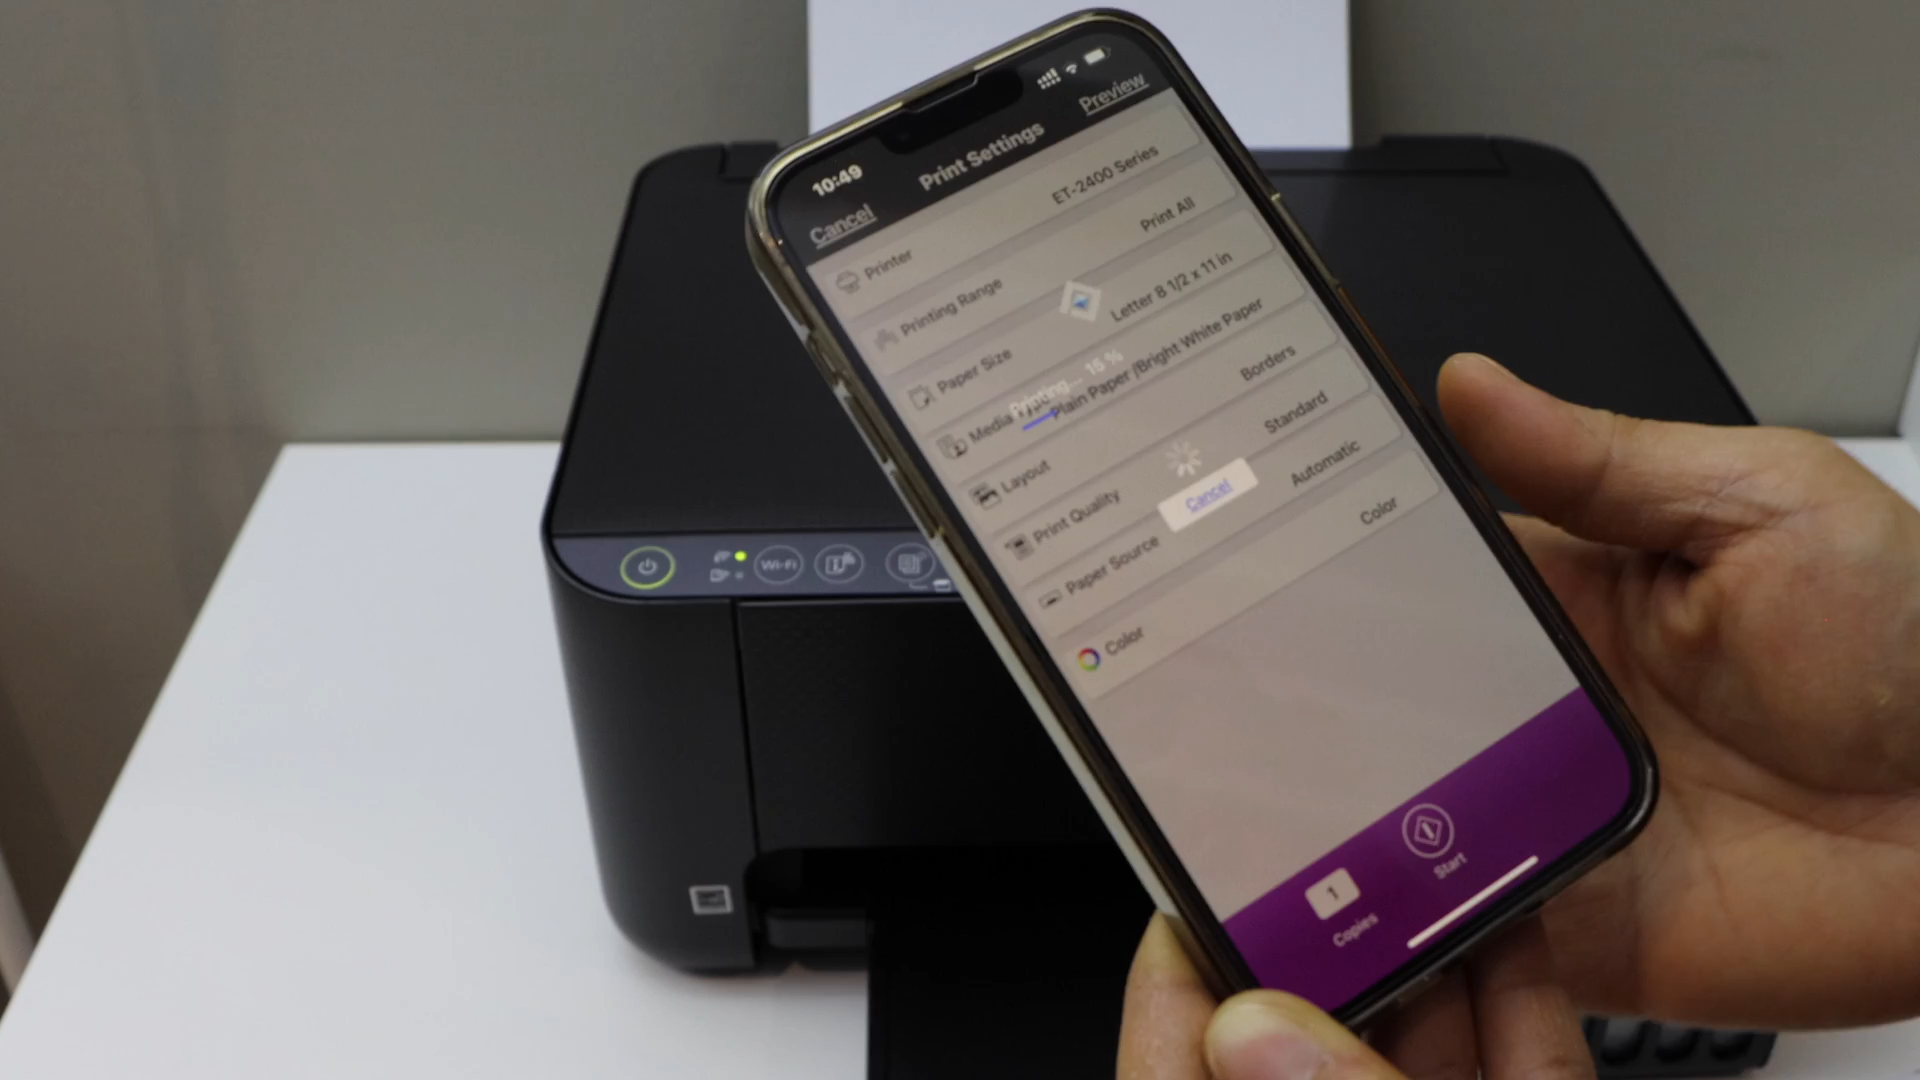 10:49
Cancel
Print Settings
Preview
Printer
ET-2400 Series
Printing Range
Print All
Paper Size
Letter 8 1/2 x 11 in
Media Type
Plain Paper /Bright White Paper
Printing... 15 %
Layout
Borders
Print Quality
Standard
Cancel
Paper Source
Automatic
Color
Color
1
Copies
Start
Wi-Fi